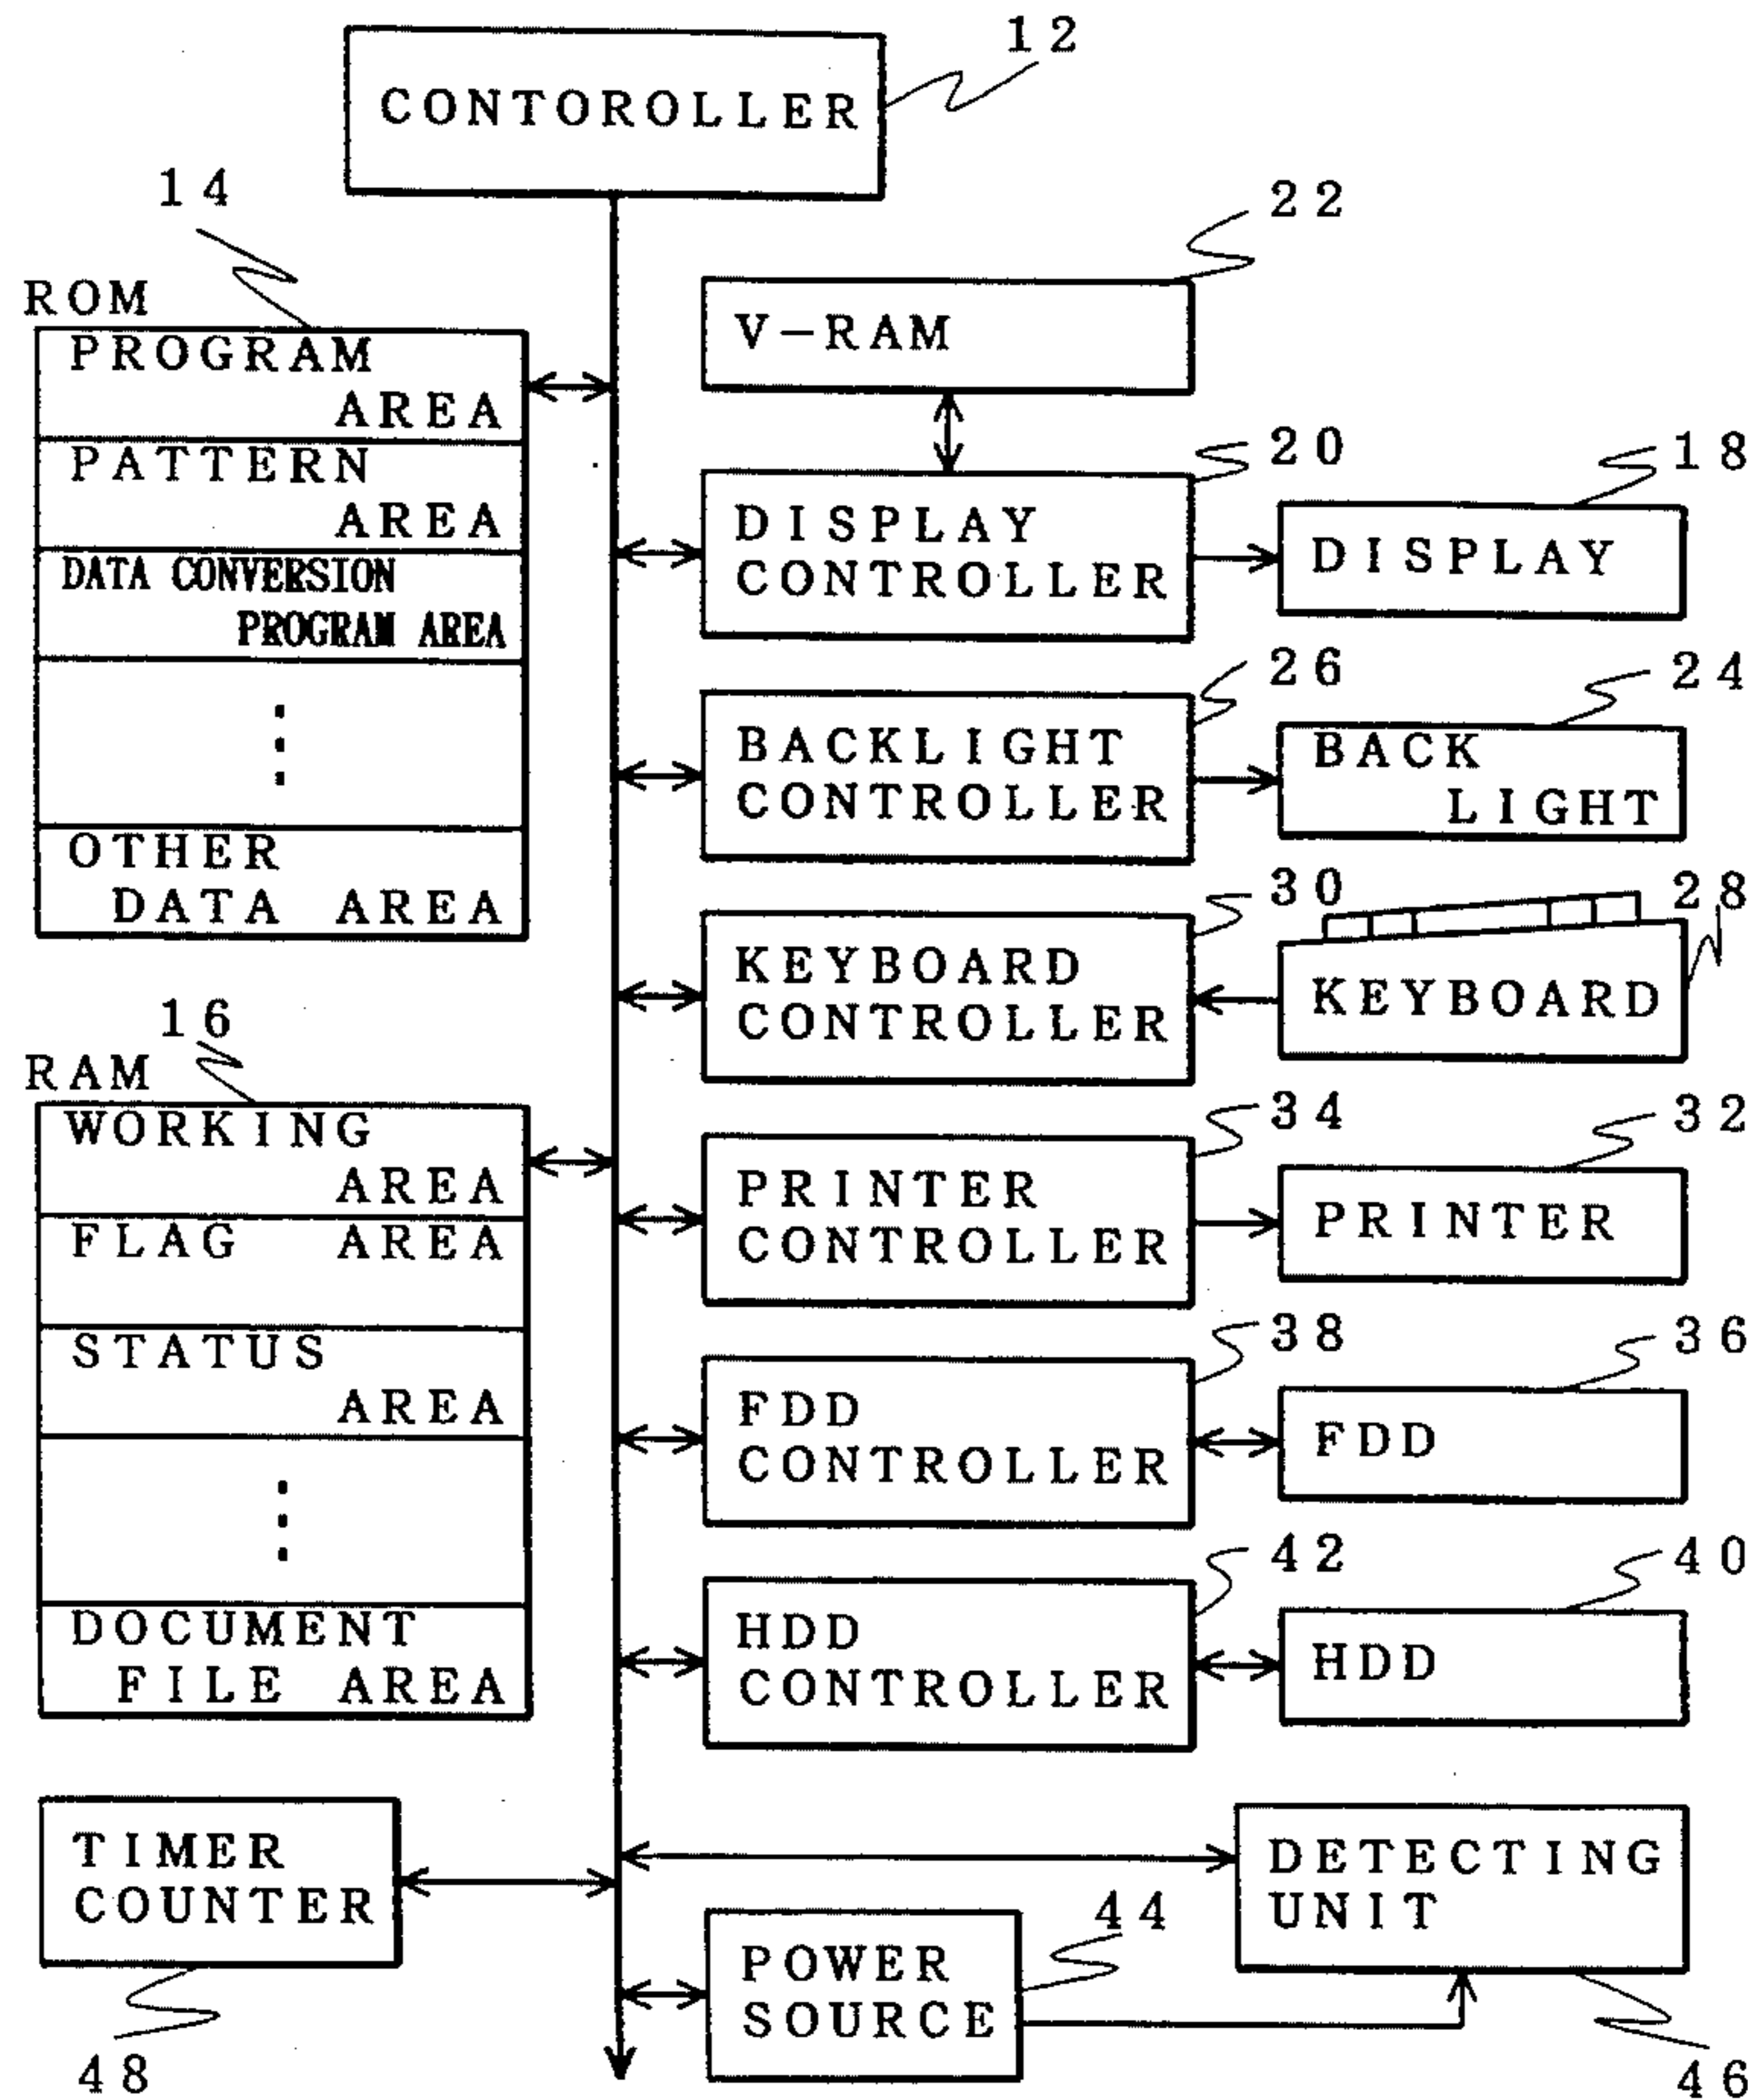 12
CONTOROLLER
14
ROM
PROGRAM
AREA
PATTERN
AREA
DATA CONVERSION
PROGRAM AREA
OTHER
DATA AREA
16
RAM
WORKING
AREA
FLAG AREA
STATUS
AREA
DOCUMENT
FILE AREA
TIMER
COUNTER
48
22
V-RAM
20
DISPLAY
CONTROLLER
18
DISPLAY
26
BACKLIGHT
CONTROLLER
24
BACK
LIGHT
30
KEYBOARD
CONTROLLER
28
KEYBOARD
34
PRINTER
CONTROLLER
32
PRINTER
38
FDD
CONTROLLER
36
FDD
42
HDD
CONTROLLER
40
HDD
DETECTING
UNIT
46
44
POWER
SOURCE